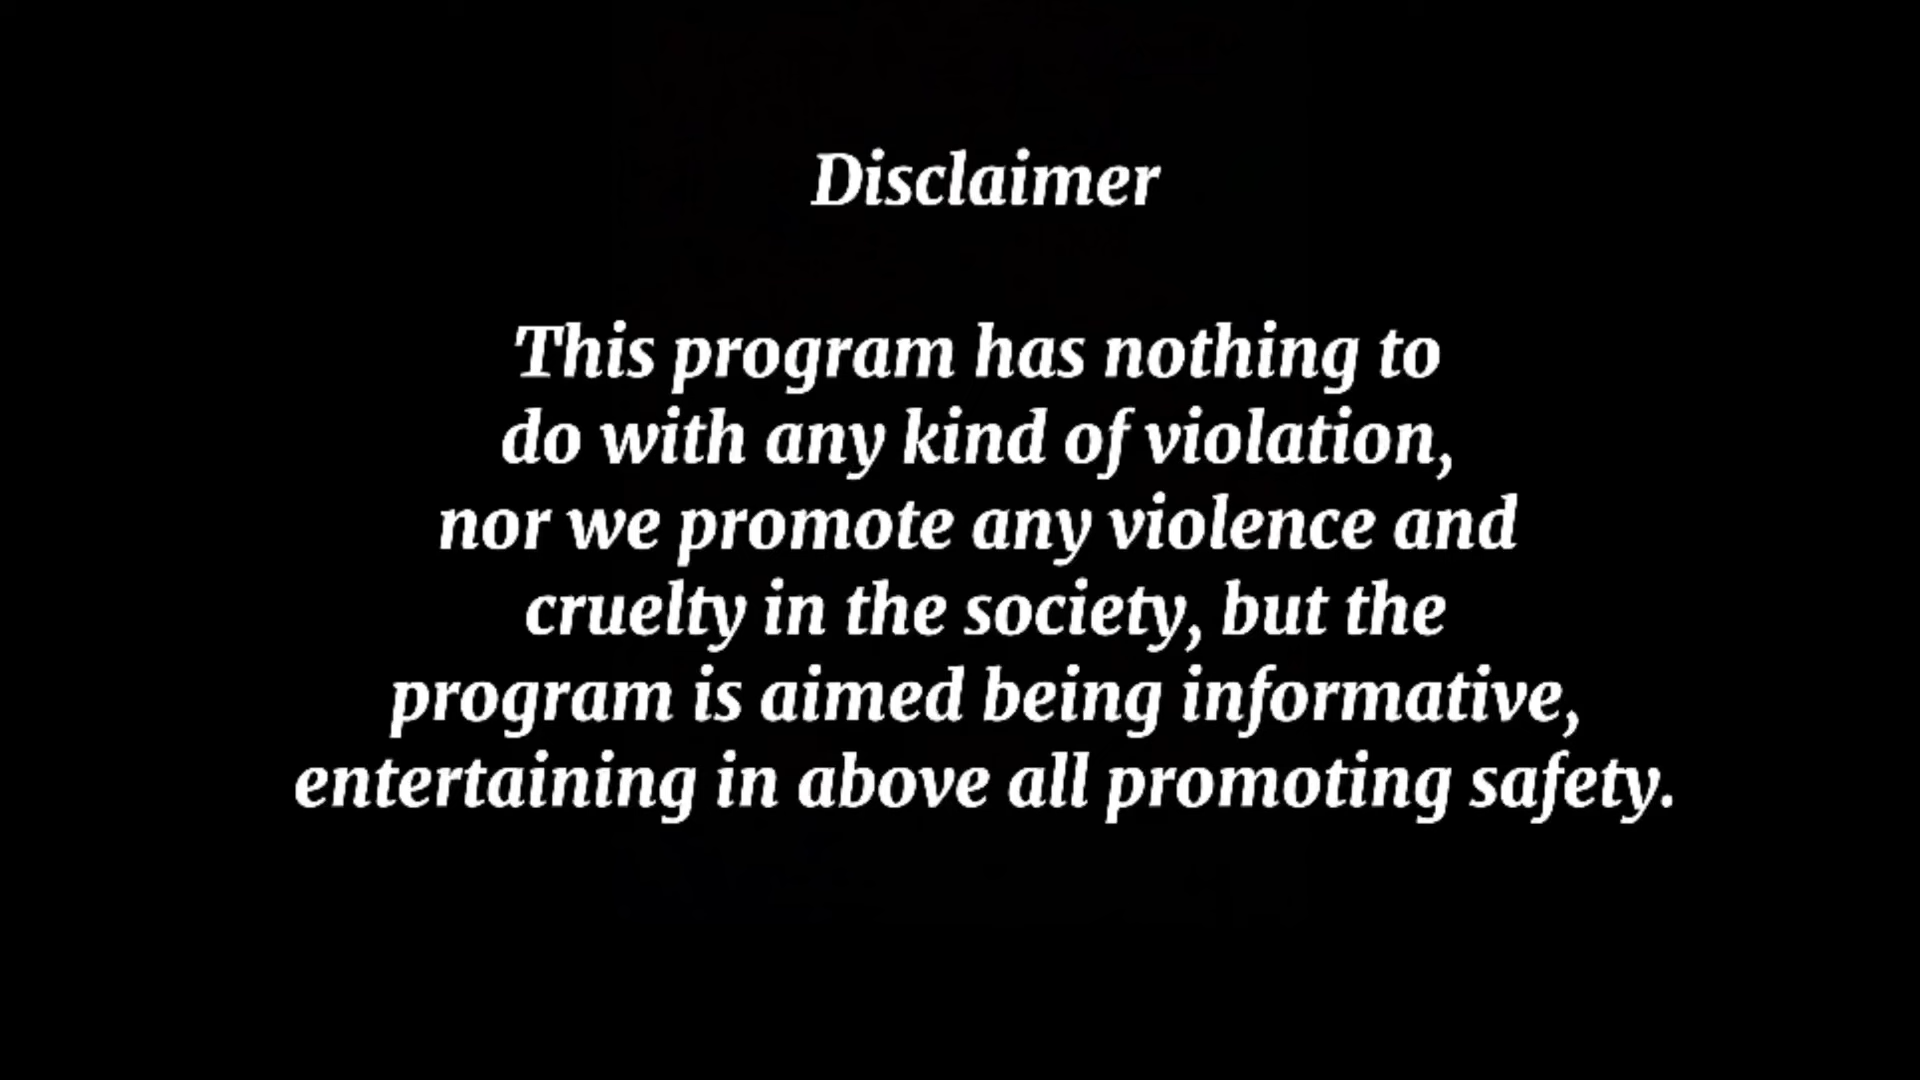 Disclaimer
This program has nothing to
do with any kind of violation,
nor we promote any violence and
cruelty in the society, but the
program is aimed being informative,
entertaining in above all promoting safety.